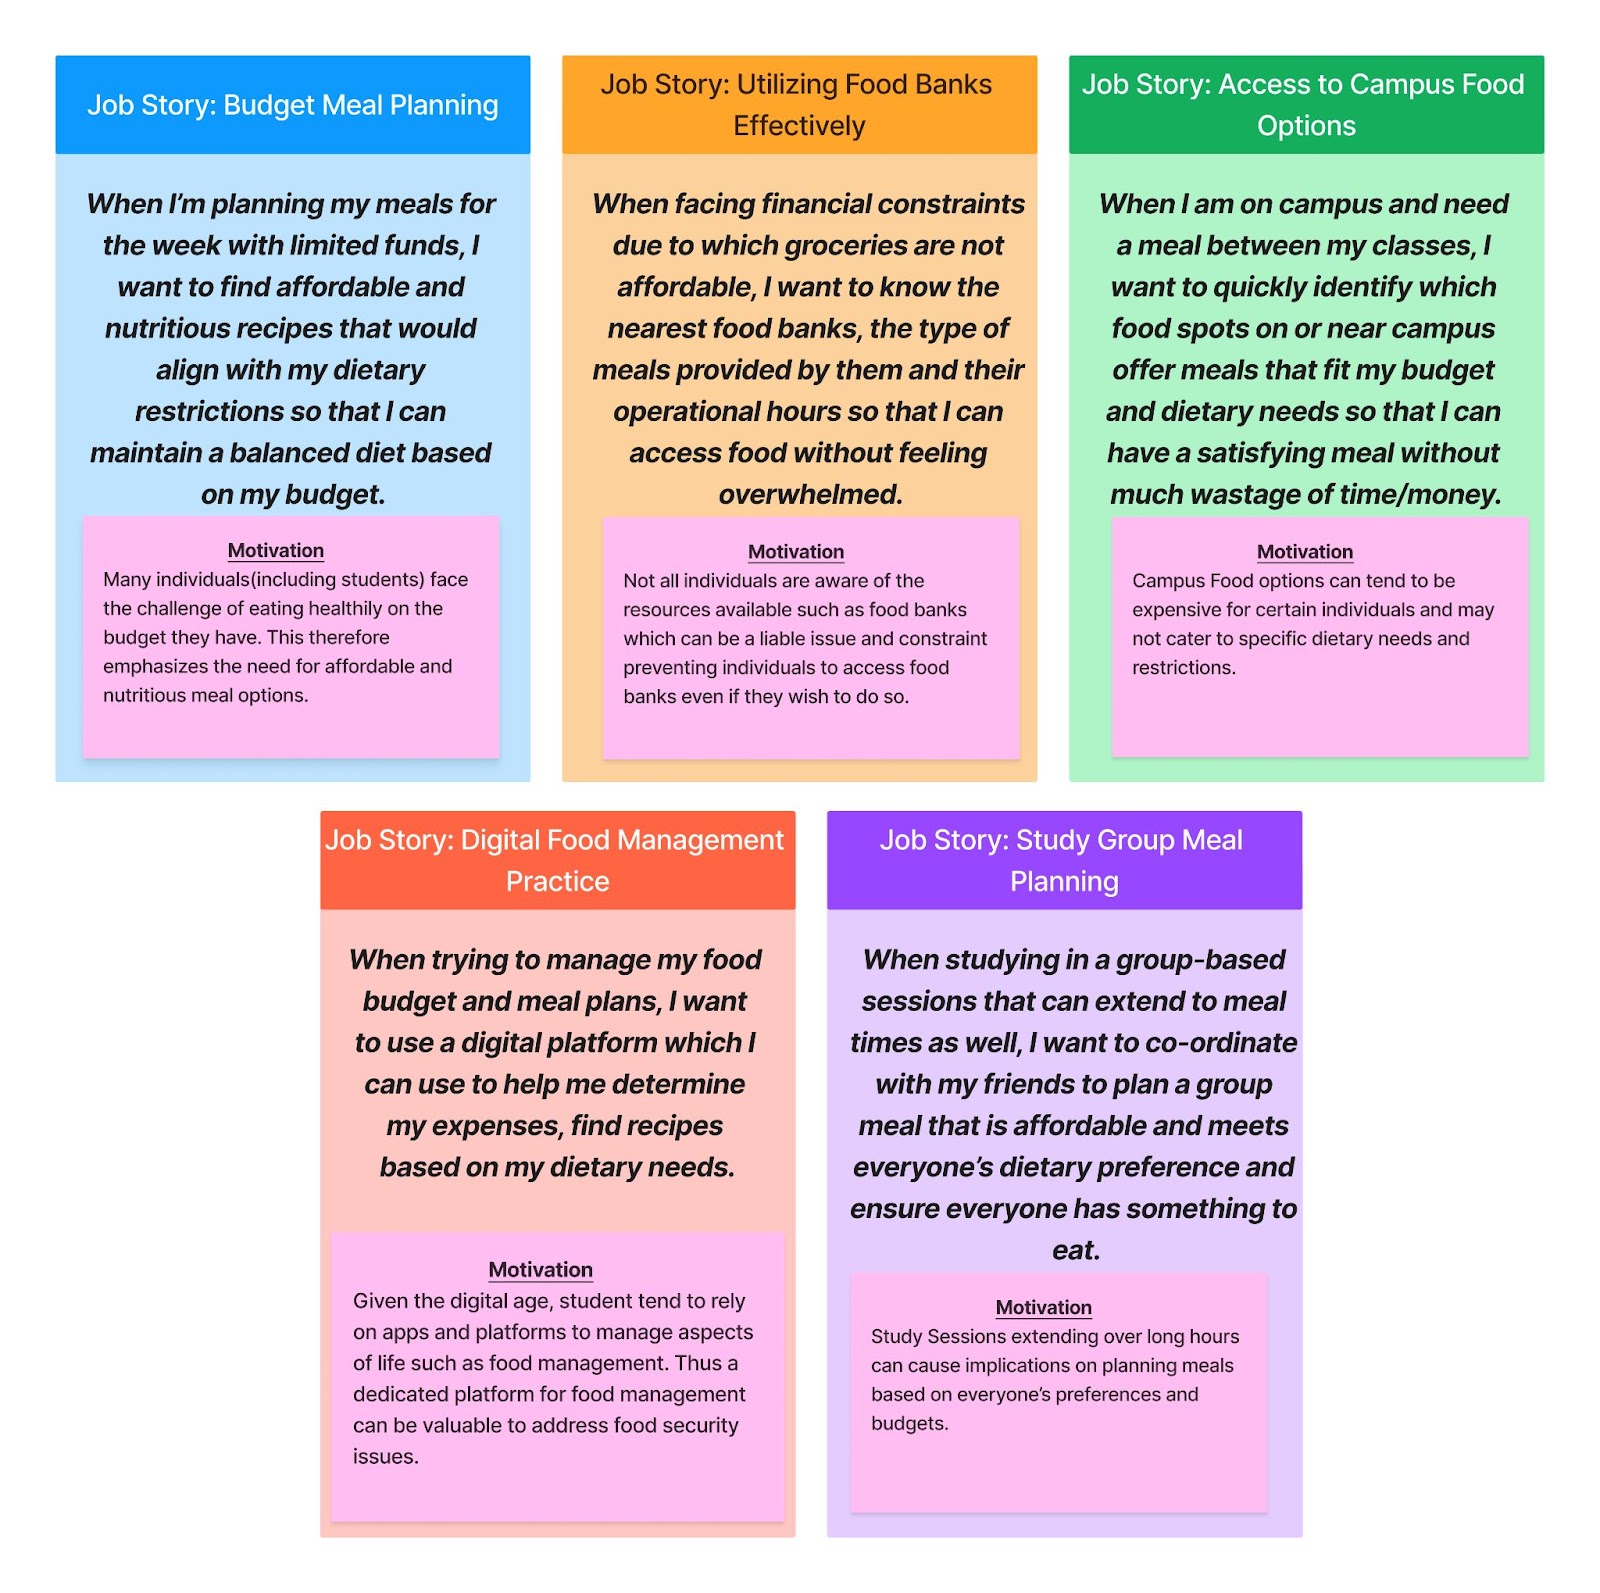 Job Story: Budget Meal Planning
When I’m planning my meals for
the week with limited funds, I
want to find affordable and
nutritious recipes that would
align with my dietary
restrictions so that I can
maintain a balanced diet based
on my budget.
Motivation
Many individuals(including students) face
the challenge of eating healthily on the
budget they have. This therefore
emphasizes the need for affordable and
nutritious meal options.
Job Story: Utilizing Food Banks
Effectively
When facing financial constraints
due to which groceries are not
affordable, I want to know the
nearest food banks, the type of
meals provided by them and their
operational hours so that I can
access food without feeling
overwhelmed.
Motivation
Not all individuals are aware of the
resources available such as food banks
which can be a liable issue and constraint
preventing individuals to access food
banks even if they wish to do so.
Job Story: Access to Campus Food
Options
When I am on campus and need
a meal between my classes, I
want to quickly identify which
food spots on or near campus
offer meals that fit my budget
and dietary needs so that I can
have a satisfying meal without
much wastage of time/money.
Motivation
Campus Food options can tend to be
expensive for certain individuals and may
not cater to specific dietary needs and
restrictions.
Job Story: Digital Food Management
Practice
When trying to manage my food
budget and meal plans, I want
to use a digital platform which I
can use to help me determine
my expenses, find recipes
based on my dietary needs.
Motivation
Given the digital age, student tend to rely
on apps and platforms to manage aspects
of life such as food management. Thus a
dedicated platform for food management
can be valuable to address food security
issues.
Job Story: Study Group Meal
Planning
When studying in a group-based
sessions that can extend to meal
times as well, I want to co-ordinate
with my friends to plan a group
meal that is affordable and meets
everyone’s dietary preference and
ensure everyone has something to
eat.
Motivation
Study Sessions extending over long hours
can cause implications on planning meals
based on everyone’s preferences and
budgets.